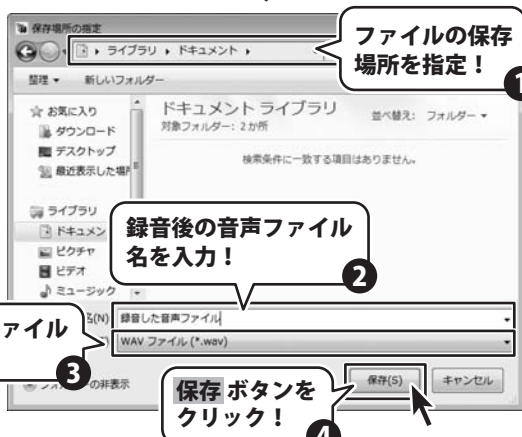 保存場所の指定
ファイルの保存
場所を指定！
1
ライブラリ ▸ ドキュメント ▸
整理 ▼ 新しいフォルダー
お気に入り
ダウンロード
デスクトップ
最近表示した場所
ライブラリ
ドキュメン
ピクチャ
ビデオ
ミュージック
ドキュメント ライブラリ
対象フォルダー: 2か所
並べ替え: フォルダー ▼
検索条件に一致する項目はありません。
録音後の音声ファイル
名を入力！
2
(N) 録音した音声ファイル
ァイル
3
WAV ファイル (*.wav)
の非表示
保存 ボタンを
クリック！
4
保存(S)
キャンセル